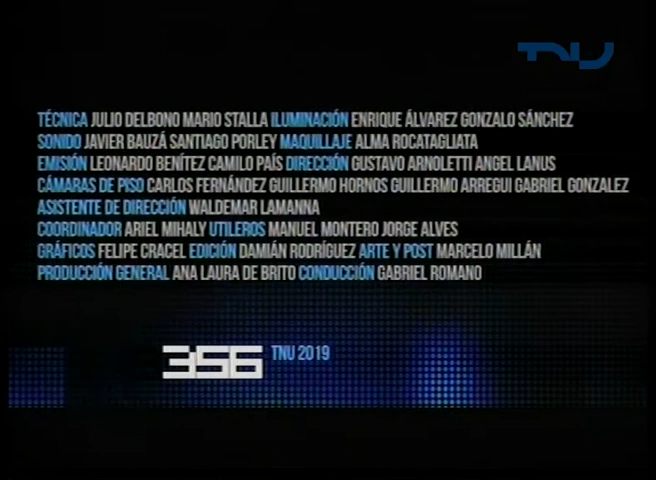 TNU
TÉCNICA JULIO DELBONO MARIO STALLA ILUMINACIÓN ENRIQUE ÁLVAREZ GONZALO SÁNCHEZ
SONIDO JAVIER BAUZÁ SANTIAGO PORLEY MAQUILLAJE ALMA ROCATAGLIATA
EMISIÓN LEONARDO BENÍTEZ CAMILO PAÍS DIRECCIÓN GUSTAVO ARNOLETTI ANGEL LANUS
CÁMARAS DE PISO CARLOS FERNÁNDEZ GUILLERMO HORNOS GUILLERMO ARREGUI GABRIEL GONZALEZ
ASISTENTE DE DIRECCIÓN WALDEMAR LAMANNA
COORDINADOR ARIEL MIHALY UTILEROS MANUEL MONTERO JORGE ALVES
GRÁFICOS FELIPE CRACEL EDICIÓN DAMIÁN RODRÍGUEZ ARTE Y POST MARCELO MILLÁN
PRODUCCIÓN GENERAL ANA LAURA DE BRITO CONDUCCIÓN GABRIEL ROMANO
356 TNU 2019